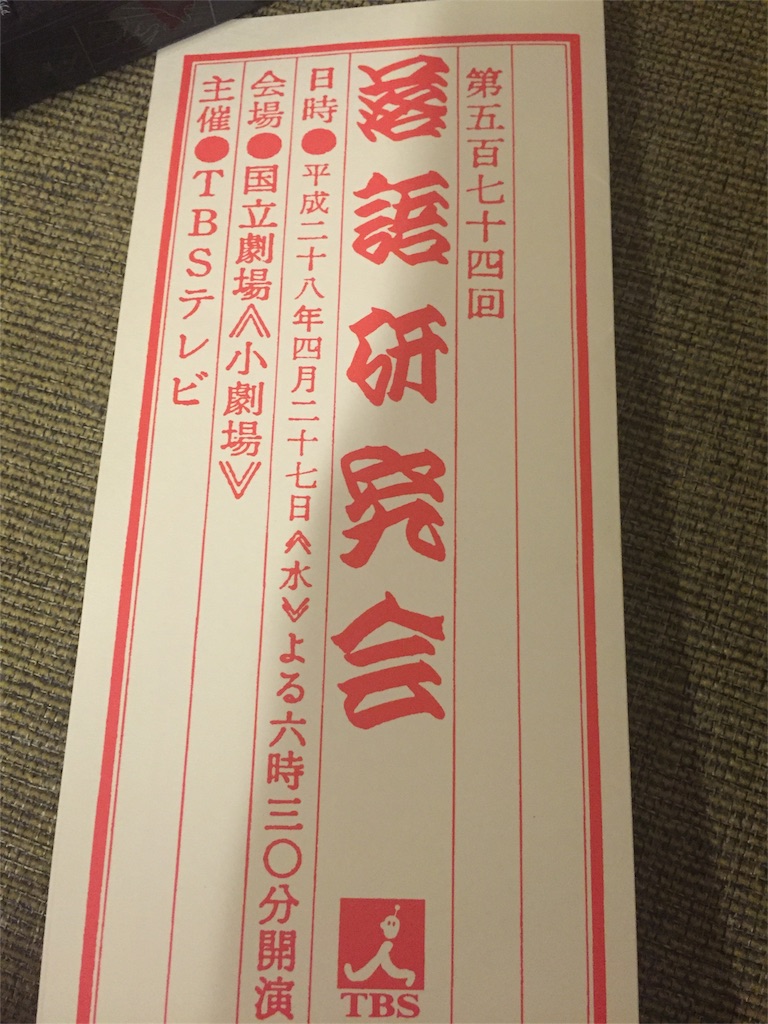 第五百七十四回
落語研究会
TBS
日時●平成二十八年四月二十七日《水》よる六時三〇分開演
会場●国立劇場《小劇場》
主催●TBSテレビ